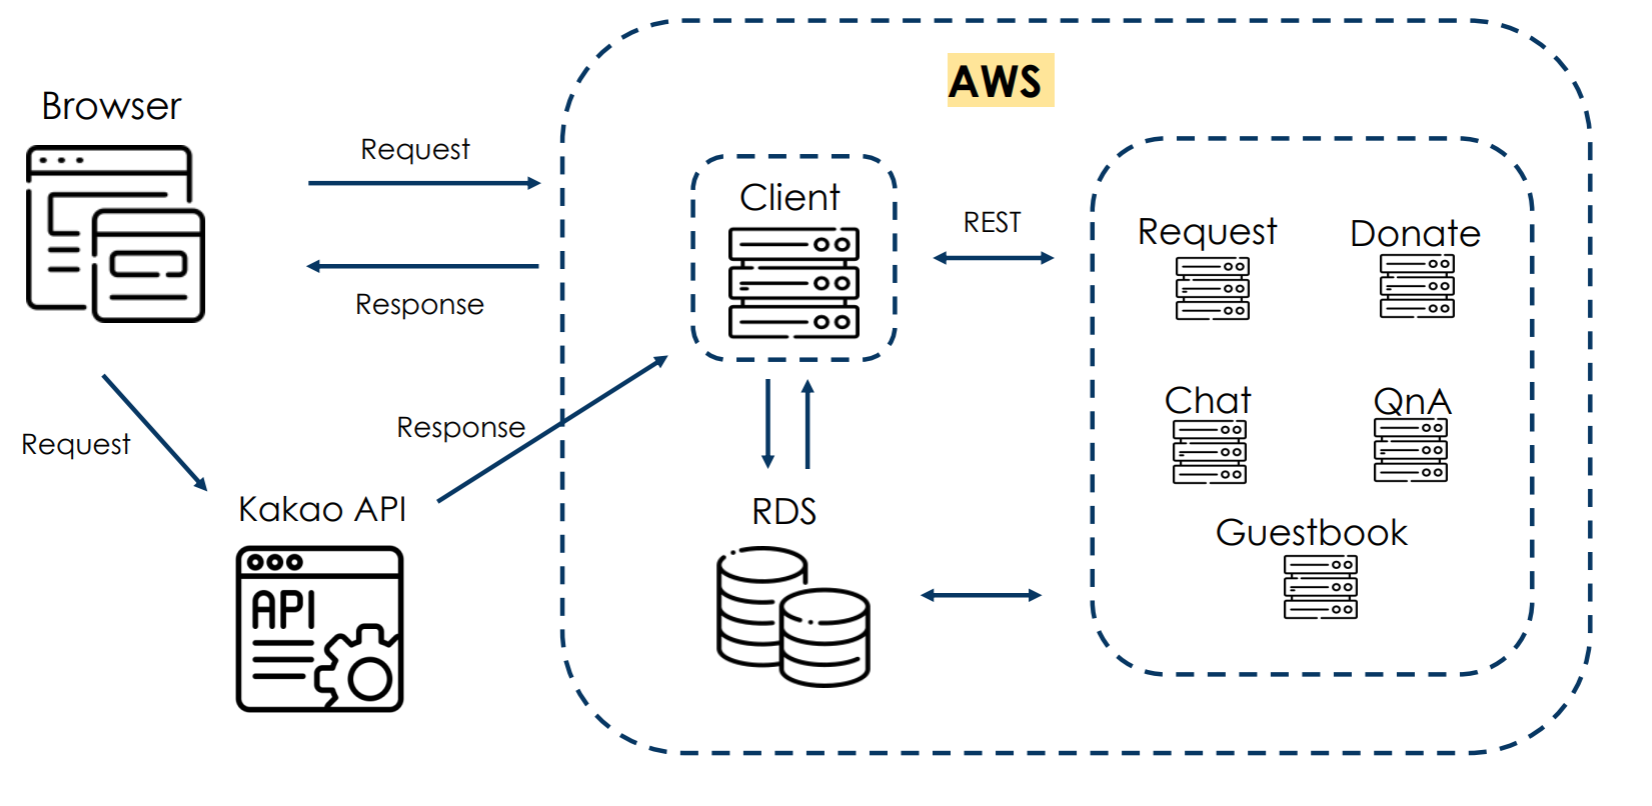 AWS
Browser
Request
Response
Client
REST
Request
Donate
Chat
QnA
Guestbook
Request
Response
Kakao API
API
RDS